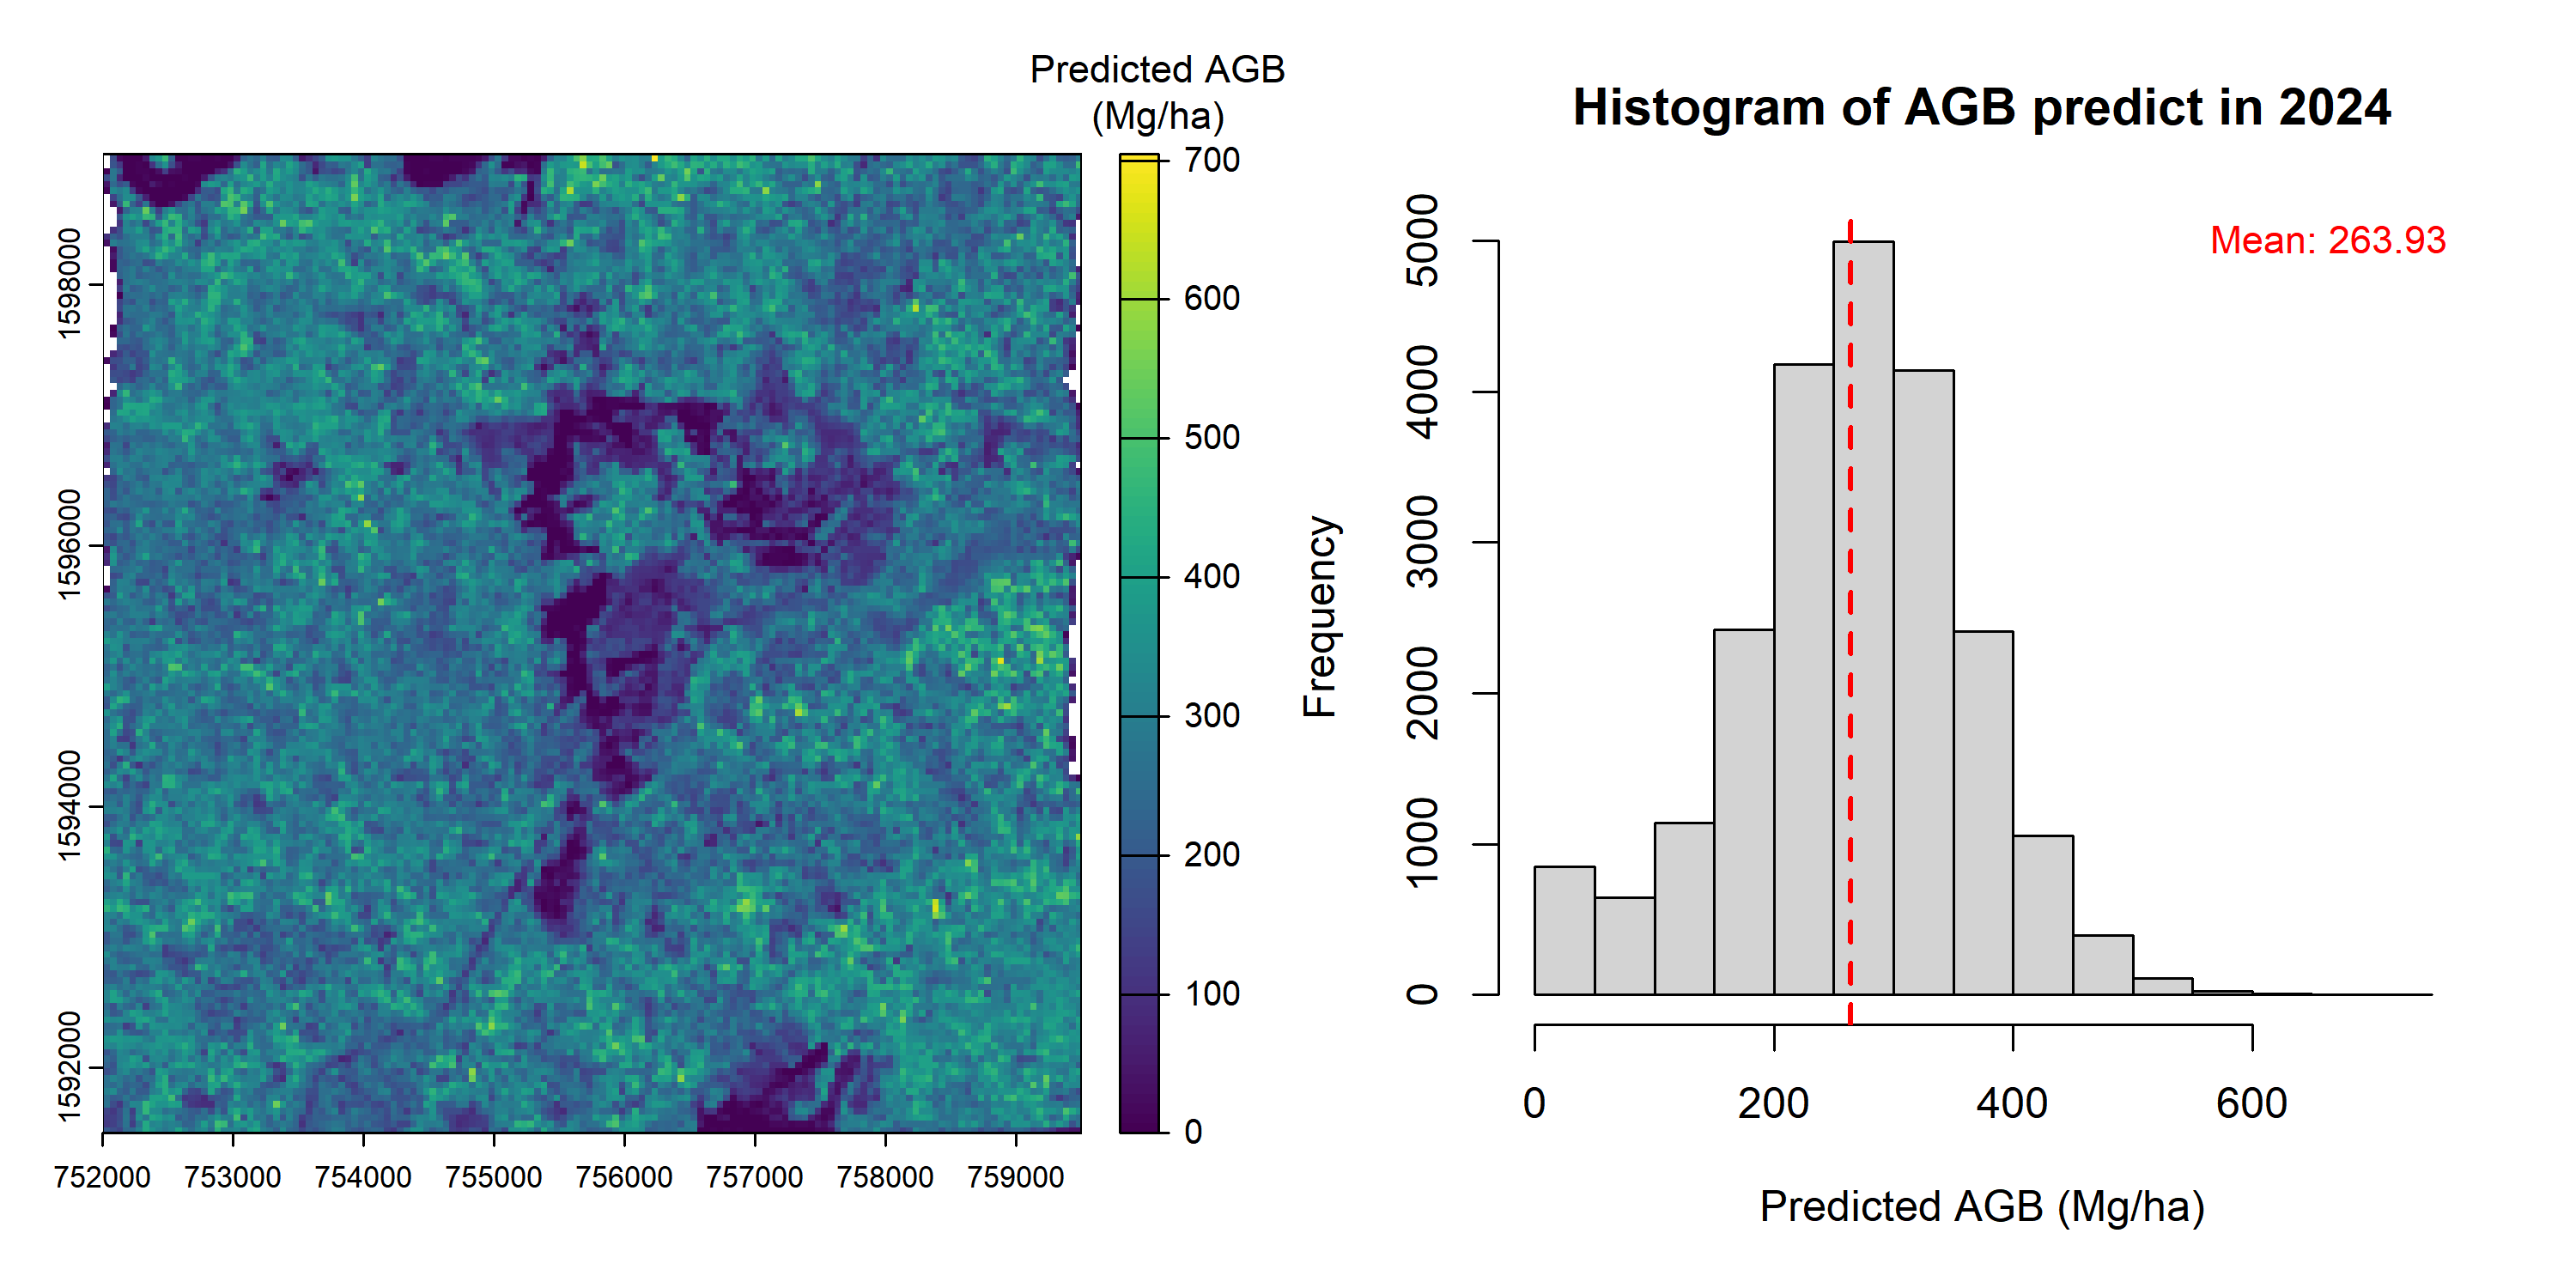 Predicted AGB
(Mg/ha)
700
600
500
400
300
200
100
0
1598000
1596000
1594000
1592000
752000 753000 754000 755000 756000 757000 758000 759000
Histogram of AGB predict in 2024
Mean: 263.93
Frequency
5000
4000
3000
2000
1000
0
0 200 400 600
Predicted AGB (Mg/ha)